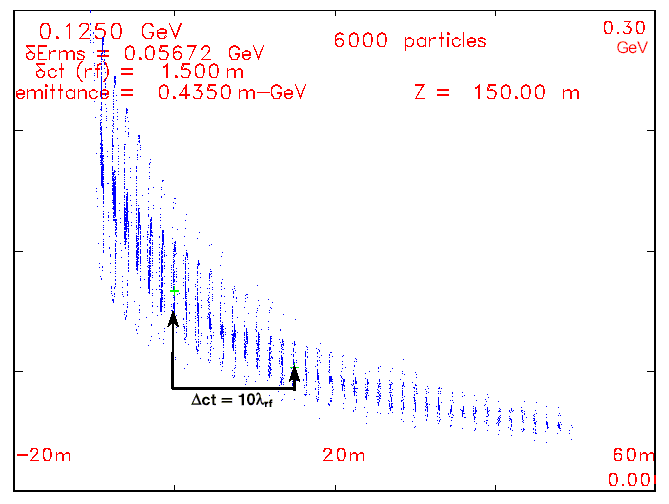 0.1250 GeV
0.30
GeV
δErms = 0.05672 GeV
6000 particles
δct (rf) = 1.500 m
emittance = 0.4350 m-GeV
Z = 150.00 m
Δct = 10λrf
-20m 20m 60m
0.00